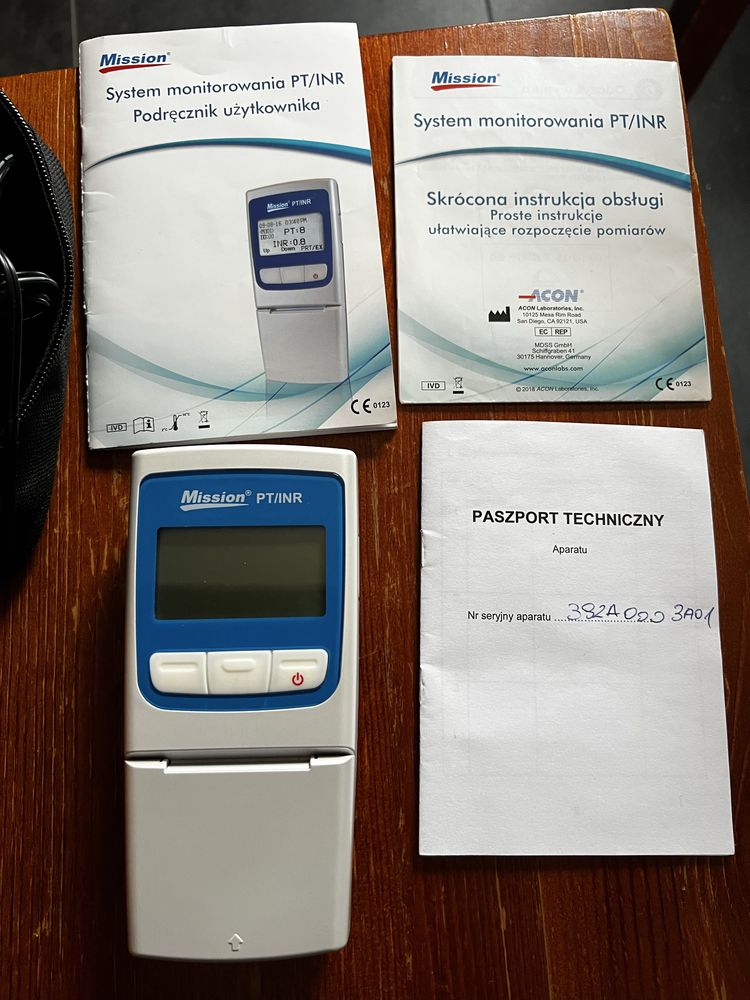 Mission®
System monitorowania PT/INR
Podręcznik użytkownika
Mission® PT/INR
PT:8
INR:0.8
Up Down PRT/EX
IVD
CE 0123
Mission®
System monitorowania PT/INR
Skrócona instrukcja obsługi
Proste instrukcje
ułatwiające rozpoczęcie pomiarów
ACON®
ACON Laboratories, Inc.
10125 Mesa Rim Road
San Diego, CA 92121, USA
EC REP
MDSS GmbH
Schiffgraben 41
30175 Hannover, Germany
www.aconlabs.com
IVD
© 2018 ACON Laboratories, Inc.
CE 0123
Mission® PT/INR
PASZPORT TECHNICZNY
Aparatu
Nr seryjny aparatu 392A000 3A01